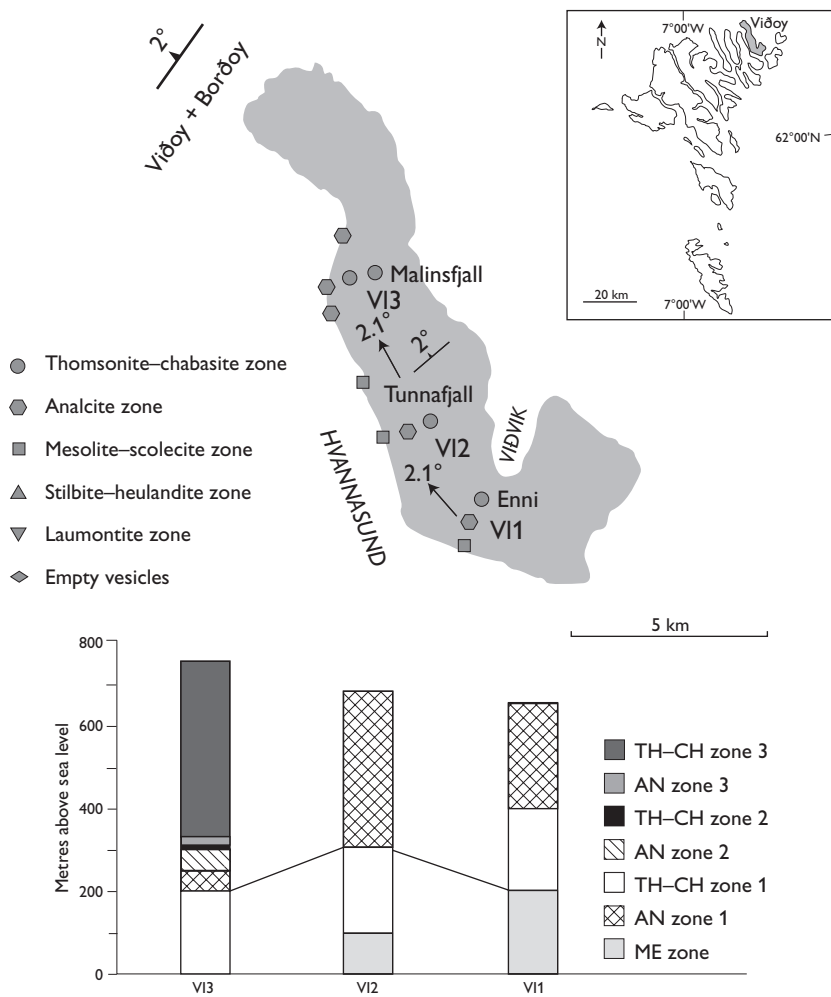 2°
Viðoy + Borðoy
N
7°00'W
Viðoy
62°00'N
20 km
7°00'W
Malinsfjall
VI3
2.1°
2°
Tunnafjall
VI2
2.1°
VIÐVIK
HVANNASUND
Enni
VI1
Thomsonite–chabasite zone
Analcite zone
Mesolite–scolecite zone
Stilbite–heulandite zone
Laumontite zone
Empty vesicles
5 km
Metres above sea level
800
600
400
200
0
VI3
VI2
VI1
TH–CH zone 3
AN zone 3
TH–CH zone 2
AN zone 2
TH–CH zone 1
AN zone 1
ME zone